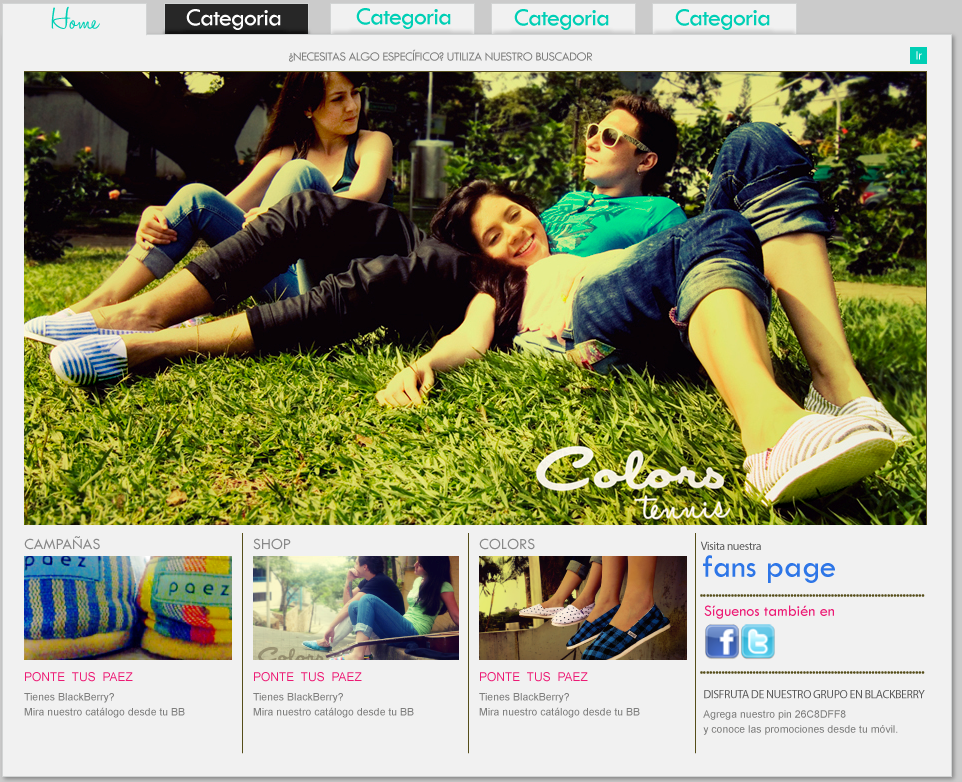 Home
Categoria
Categoria
Categoria
Categoria
¿NECESITAS ALGO ESPECÍFICO? UTILIZA NUESTRO BUSCADOR
Ir
Colors
tennis
CAMPAÑAS
paez
paez
PONTE TUS PAEZ
Tienes BlackBerry?
Mira nuestro catálogo desde tu BB
SHOP
Colors
PONTE TUS PAEZ
Tienes BlackBerry?
Mira nuestro catálogo desde tu BB
COLORS
PONTE TUS PAEZ
Tienes BlackBerry?
Mira nuestro catálogo desde tu BB
Visita nuestra
fans page
Síguenos también en
f
t
DISFRUTA DE NUESTRO GRUPO EN BLACKBERRY
Agrega nuestro pin 26C8DFF8
y conoce las promociones desde tu móvil.